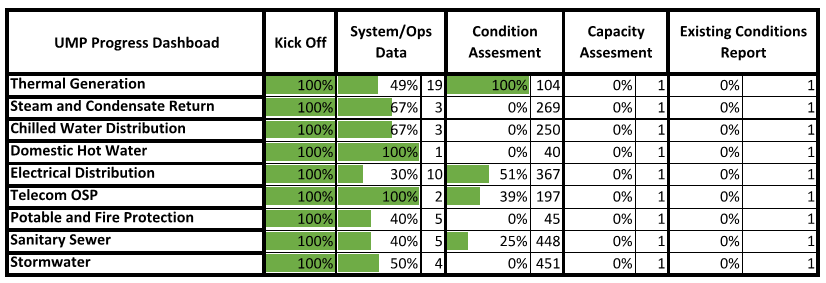 UMP Progress Dashboad Kick Off System/Ops Data Condition Assesment Capacity Assesment Existing Conditions Report
Thermal Generation 100% 49% 19 100% 104 0% 1 0% 1
Steam and Condensate Return 100% 67% 3 0% 269 0% 1 0% 1
Chilled Water Distribution 100% 67% 3 0% 250 0% 1 0% 1
Domestic Hot Water 100% 100% 1 0% 40 0% 1 0% 1
Electrical Distribution 100% 30% 10 51% 367 0% 1 0% 1
Telecom OSP 100% 100% 2 39% 197 0% 1 0% 1
Potable and Fire Protection 100% 40% 5 0% 45 0% 1 0% 1
Sanitary Sewer 100% 40% 5 25% 448 0% 1 0% 1
Stormwater 100% 50% 4 0% 451 0% 1 0% 1